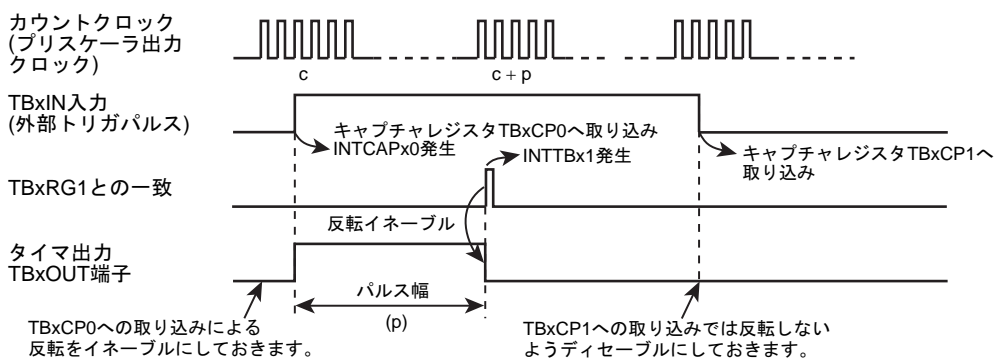 カウントクロック
(プリスケーラ出力
クロック)
c
c + p
TBxIN入力
(外部トリガパルス)
キャプチャレジスタTBxCP0へ取り込み
INTCAPx0発生
INTTBx1発生
キャプチャレジスタTBxCP1へ
取り込み
TBxRG1との一致
反転イネーブル
タイマ出力
TBxOUT端子
パルス幅
(p)
TBxCP0への取り込みによる
反転をイネーブルにしておきます。
TBxCP1への取り込みでは反転しない
ようディセーブルにしておきます。